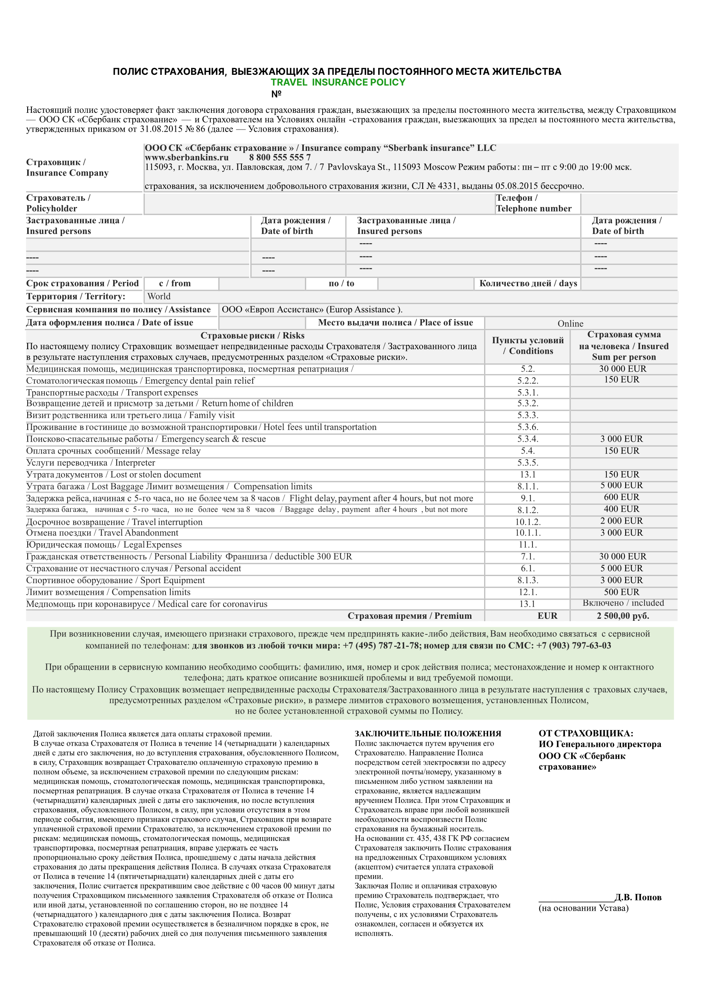 ПОЛИС СТРАХОВАНИЯ, ВЫЕЗЖАЮЩИХ ЗА ПРЕДЕЛЫ ПОСТОЯННОГО МЕСТА ЖИТЕЛЬСТВА
TRAVEL INSURANCE POLICY
№
Настоящий полис удостоверяет факт заключения договора страхования граждан, выезжающих за пределы постоянного места жительства, между Страховщиком
— ООО СК «Сбербанк страхование» — и Страхователем на Условиях онлайн -страхования граждан, выезжающих за предел ы постоянного места жительства,
утвержденных приказом от 31.08.2015 № 86 (далее — Условия страхования).
Страховщик /
Insurance Company
ООО СК «Сбербанк страхование » / Insurance company “Sberbank insurance” LLC
www.sberbankins.ru 8 800 555 555 7
115093, г. Москва, ул. Павловская, дом 7. / 7 Pavlovskaya St., 115093 Moscow Режим работы: пн – пт с 9:00 до 19:00 мск.
страхования, за исключением добровольного страхования жизни, СЛ № 4331, выданы 05.08.2015 бессрочно.
Страхователь /
Policyholder
Телефон /
Telephone number
Застрахованные лица /
Insured persons
Дата рождения /
Date of birth
Застрахованные лица /
Insured persons
Дата рождения /
Date of birth
---- ----
---- ---- ---- ----
---- ---- ---- ----
Срок страхования / Period с / from по / to Количество дней / days
Территория / Territory: World
Сервисная компания по полису / Assistance ООО «Европ Ассистанс» (Europ Assistance ).
Дата оформления полиса / Date of issue Место выдачи полиса / Place of issue Online
Страховые риски / Risks
По настоящему полису Страховщик возмещает непредвиденные расходы Страхователя / Застрахованного лица
в результате наступления страховых случаев, предусмотренных разделом «Страховые риски».
Пункты условий
/ Conditions
Страховая сумма
на человека / Insured
Sum per person
Медицинская помощь, медицинская транспортировка, посмертная репатриация / 5.2. 30 000 EUR
Стоматологическая помощь / Emergency dental pain relief 5.2.2. 150 EUR
Транспортные расходы / Transport expenses 5.3.1.
Возвращение детей и присмотр за детьми / Return home of children 5.3.2.
Визит родственника или третьего лица / Family visit 5.3.3.
Проживание в гостинице до возможной транспортировки / Hotel fees until transportation 5.3.6.
Поисково-спасательные работы / Emergency search & rescue 5.3.4. 3 000 EUR
Оплата срочных сообщений / Message relay 5.4. 150 EUR
Услуги переводчика / Interpreter 5.3.5.
Утрата документов / Lost or stolen document 13.1 150 EUR
Утрата багажа / Lost Baggage Лимит возмещения / Compensation limits 8.1.1. 5 000 EUR
Задержка рейса, начиная с 5-го часа, но не более чем за 8 часов / Flight delay, payment after 4 hours, but not more 9.1. 600 EUR
Задержка багажа, начиная с 5-го часа, но не более чем за 8 часов / Baggage delay, payment after 4 hours , but not more 8.1.2. 400 EUR
Досрочное возвращение / Travel interruption 10.1.2. 2 000 EUR
Отмена поездки / Travel Abandonment 10.1.1. 3 000 EUR
Юридическая помощь / Legal Expenses 11.1.
Гражданская ответственность / Personal Liability Франшиза / deductible 300 EUR 7.1. 30 000 EUR
Страхование от несчастного случая / Personal accident 6.1. 5 000 EUR
Спортивное оборудование / Sport Equipment 8.1.3. 3 000 EUR
Лимит возмещения / Compensation limits 12.1. 500 EUR
Медпомощь при коронавирусе / Medical care for coronavirus 13.1 Включено / included
Страховая премия / Premium EUR 2 500,00 руб.
При возникновении случая, имеющего признаки страхового, прежде чем предпринять какие-либо действия, Вам необходимо связаться с сервисной
компанией по телефонам: для звонков из любой точки мира: +7 (495) 787-21-78; номер для связи по СМС: +7 (903) 797-63-03
При обращении в сервисную компанию необходимо сообщить: фамилию, имя, номер и срок действия полиса; местонахождение и номер к онтактного
телефона; дать краткое описание возникшей проблемы и вид требуемой помощи.
По настоящему Полису Страховщик возмещает непредвиденные расходы Страхователя/Застрахованного лица в результате наступления с траховых случаев,
предусмотренных разделом «Страховые риски», в размере лимитов страхового возмещения, установленных Полисом,
но не более установленной страховой суммы по Полису.
Датой заключения Полиса является дата оплаты страховой премии.
В случае отказа Страхователя от Полиса в течение 14 (четырнадцати ) календарных
дней с даты его заключения, но до вступления страхования, обусловленного Полисом,
в силу, Страховщик возвращает Страхователю оплаченную страховую премию в
полном объеме, за исключением страховой премии по следующим рискам:
медицинская помощь, стоматологическая помощь, медицинская транспортировка,
посмертная репатриация. В случае отказа Страхователя от Полиса в течение 14
(четырнадцати) календарных дней с даты его заключения, но после вступления
страхования, обусловленного Полисом, в силу, при условии отсутствия в этом
периоде события, имеющего признаки страхового случая, Страховщик при возврате
уплаченной страховой премии Страхователю, за исключением страховой премии по
рискам: медицинская помощь, стоматологическая помощь, медицинская
транспортировка, посмертная репатриация, вправе удержать ее часть
пропорционально сроку действия Полиса, прошедшему с даты начала действия
страхования до даты прекращения действия Полиса. В случаях отказа Страхователя
от Полиса в течение 14 (пятичетырнадцати) календарных дней с даты его
заключения, Полис считается прекратившим свое действие с 00 часов 00 минут даты
получения Страховщиком письменного заявления Страхователя об отказе от Полиса
или иной даты, установленной по соглашению сторон, но не позднее 14
(четырнадцатого ) календарного дня с даты заключения Полиса. Возврат
Страхователю страховой премии осуществляется в безналичном порядке в срок, не
превышающий 10 (десяти) рабочих дней со дня получения письменного заявления
Страхователя об отказе от Полиса.
ЗАКЛЮЧИТЕЛЬНЫЕ ПОЛОЖЕНИЯ
Полис заключается путем вручения его
Страхователю. Направление Полиса
посредством сетей электросвязи по адресу
электронной почты/номеру, указанному в
письменном либо устном заявлении на
страхование, является надлежащим
вручением Полиса. При этом Страховщик и
Страхователь вправе при любой возникшей
необходимости воспроизвести Полис
страхования на бумажный носитель.
На основании ст. 435, 438 ГК РФ согласием
Страхователя заключить Полис страхования
на предложенных Страховщиком условиях
(акцептом) считается уплата страховой
премии.
Заключая Полис и оплачивая страховую
премию Страхователь подтверждает, что
Полис, Условия страхования Страхователем
получены, с их условиями Страхователь
ознакомлен, согласен и обязуется их
исполнять.
ОТ СТРАХОВЩИКА:
ИО Генерального директора
ООО СК «Сбербанк
страхование»
________________Д.В. Попов
(на основании Устава)